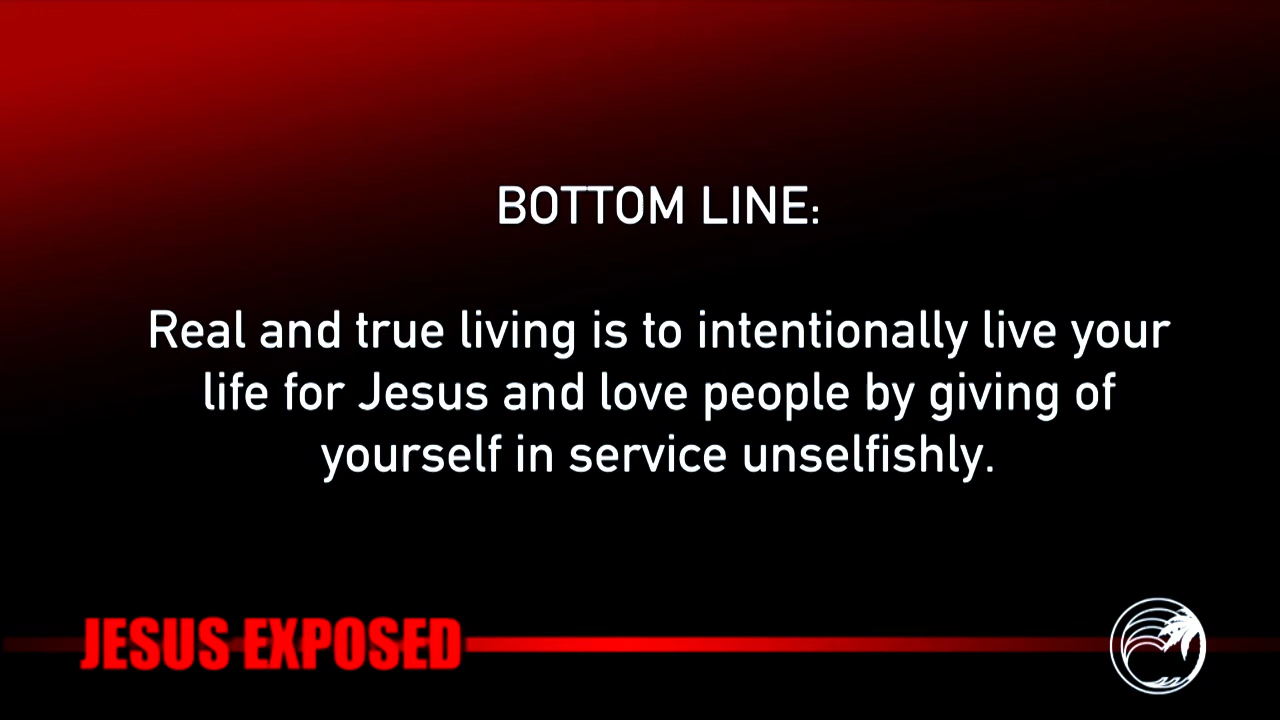 BOTTOM LINE:
Real and true living is to intentionally live your
life for Jesus and love people by giving of
yourself in service unselfishly.
JESUS EXPOSED